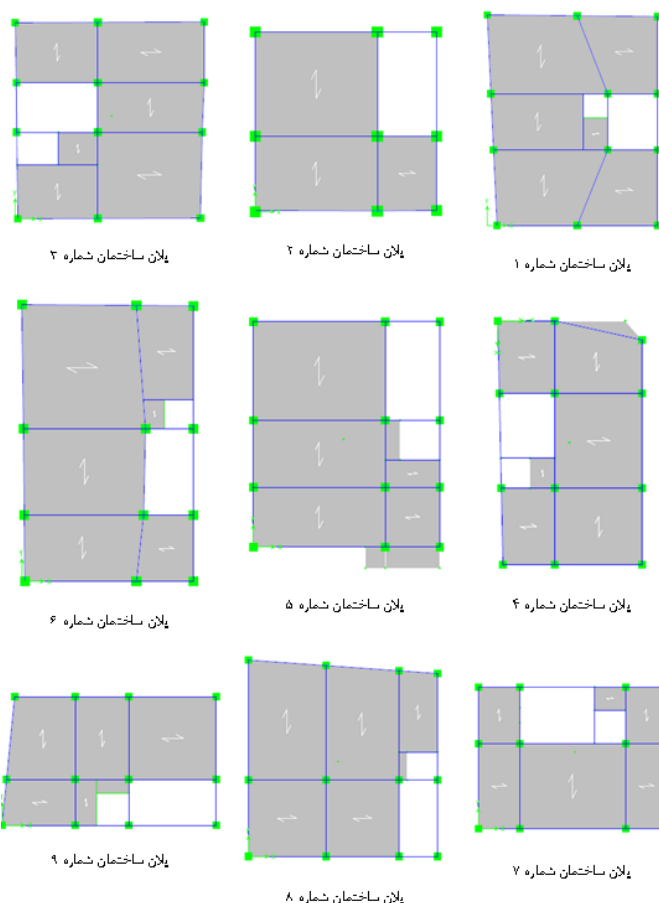 پلان ساختمان شماره ۱
پلان ساختمان شماره ۲
پلان ساختمان شماره ۳
پلان ساختمان شماره ۴
پلان ساختمان شماره ۵
پلان ساختمان شماره ۶
پلان ساختمان شماره ۷
پلان ساختمان شماره ۸
پلان ساختمان شماره ۹